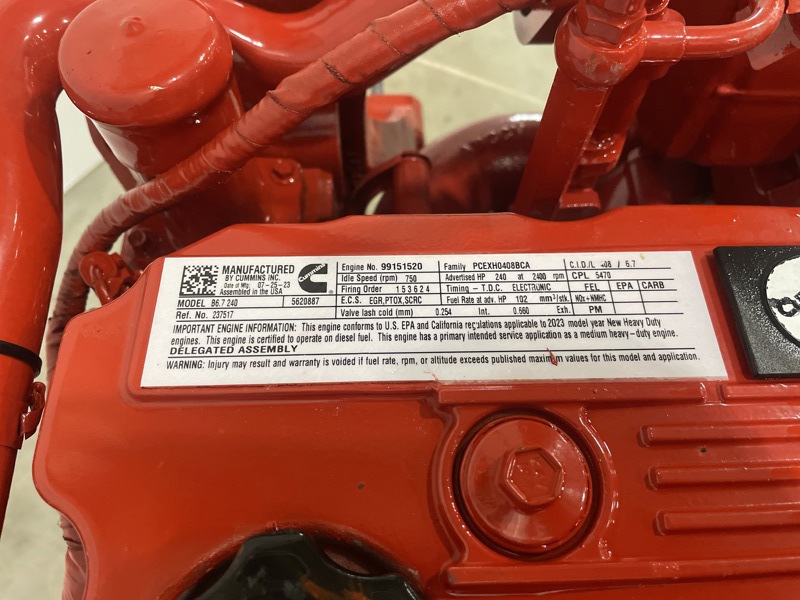 MANUFACTURED
BY CUMMINS INC.
Date of Mfg. 07-25-23
Assembled in the USA
Cummins
Engine No. 99151520
Family PCEXH0408BCA
C.I.D./L 408 / 6.7
Idle Speed (rpm) 750
Advertised HP 240 at 2400 rpm
CPL 5470
Firing Order 1 5 3 6 2 4
Timing - T.D.C. ELECTRONIC
FEL EPA CARB
MODEL B6.7 240 5620887
E.C.S. EGR,PTOX,SCRC
Fuel Rate at adv. HP 102 mm³/stk.
NOx+NMHC
Ref. No. 237517
Valve lash cold (mm) 0.254 Int. 0.560 Exh.
PM
IMPORTANT ENGINE INFORMATION: This engine conforms to U.S. EPA and California regulations applicable to 2023 model year New Heavy Duty
engines. This engine is certified to operate on diesel fuel. This engine has a primary intended service application as a medium heavy-duty engine.
DELEGATED ASSEMBLY
WARNING: Injury may result and warranty is voided if fuel rate, rpm, or altitude exceeds published maximum values for this model and application.